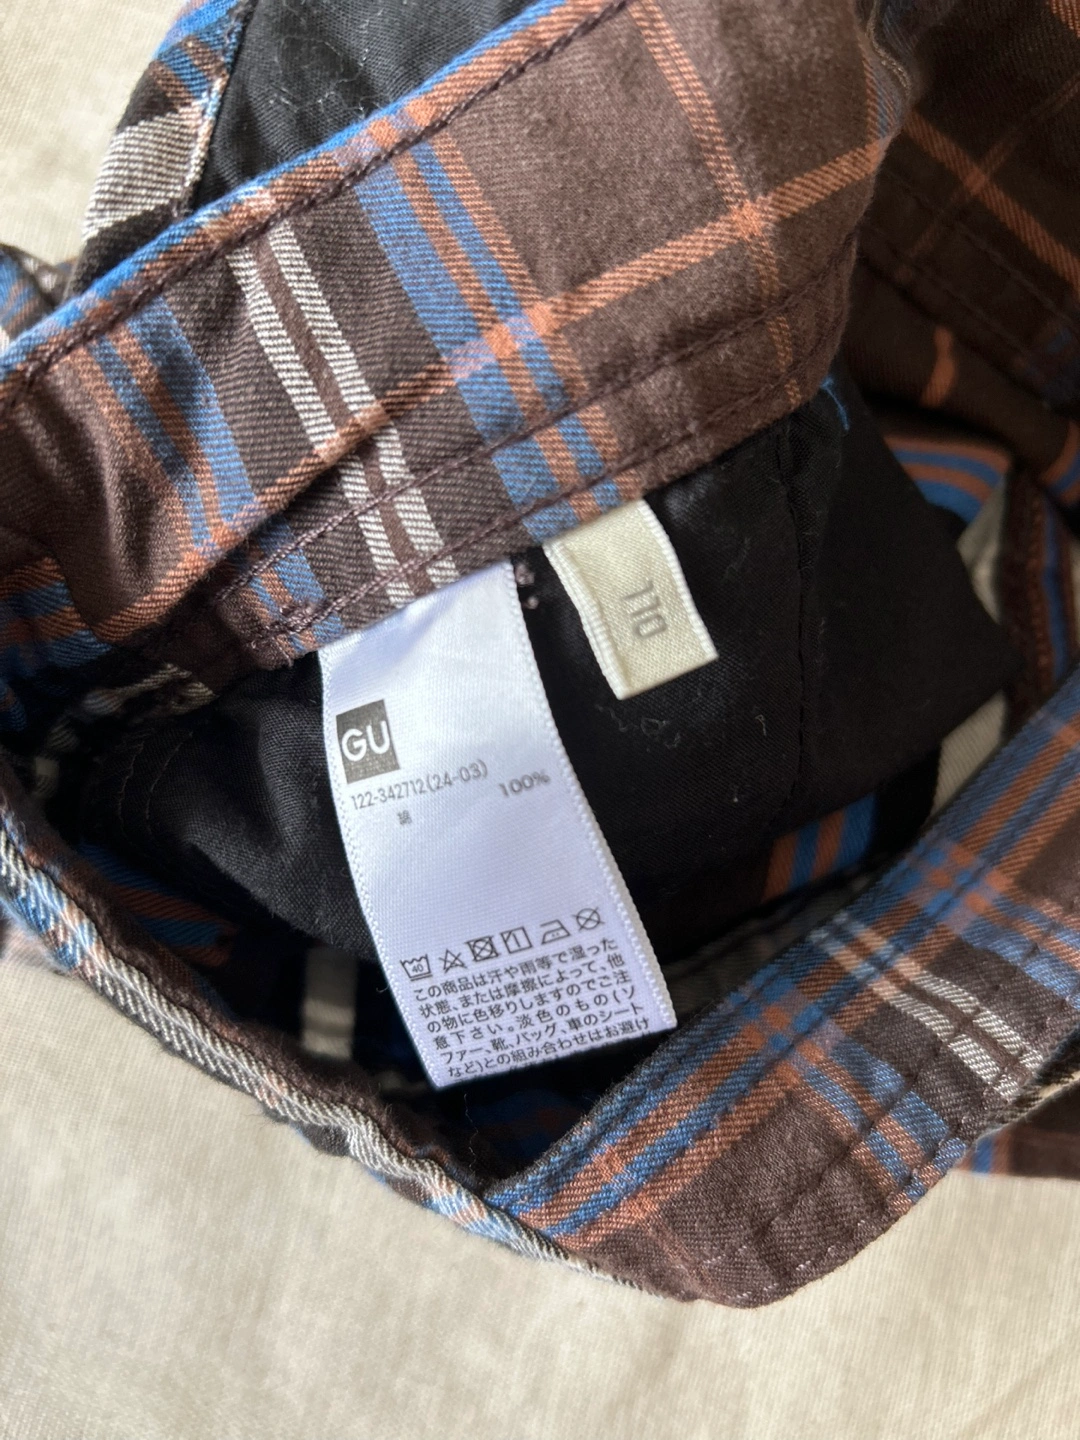 110
GU
122-342712(24-03)
綿 100%
40
この商品は汗や雨等で湿った
状態、または摩擦によって、他
の物に色移りしますのでご注
意下さい。淡色のもの(ソ
ファー、靴、バッグ、車のシート
など)との組み合わせはお避け